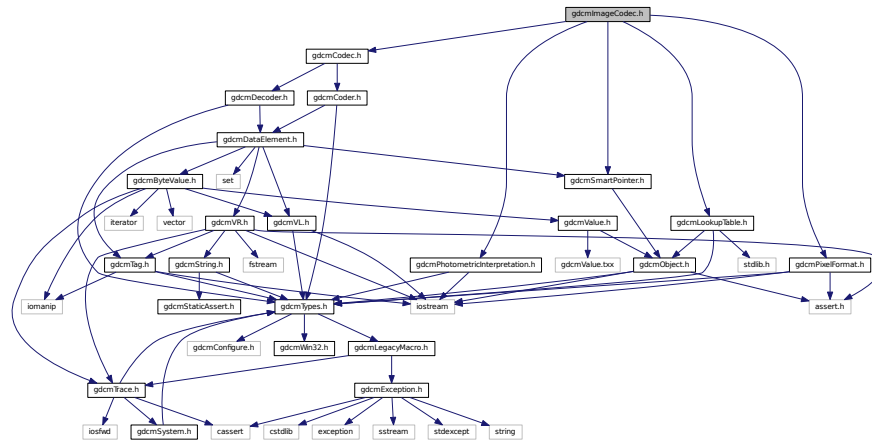 gdcmImageCodec.h
gdcmCodec.h
gdcmDecoder.h
gdcmCoder.h
gdcmDataElement.h
gdcmByteValue.h
set
gdcmSmartPointer.h
iterator
vector
gdcmVR.h
gdcmVL.h
gdcmValue.h
gdcmLookupTable.h
gdcmTag.h
gdcmString.h
fstream
gdcmPhotometricInterpretation.h
gdcmValue.txx
gdcmObject.h
stdlib.h
gdcmPixelFormat.h
iomanip
gdcmStaticAssert.h
gdcmTypes.h
iostream
assert.h
gdcmConfigure.h
gdcmWin32.h
gdcmLegacyMacro.h
gdcmTrace.h
gdcmException.h
iosfwd
gdcmSystem.h
cassert
cstdlib
exception
sstream
stdexcept
string